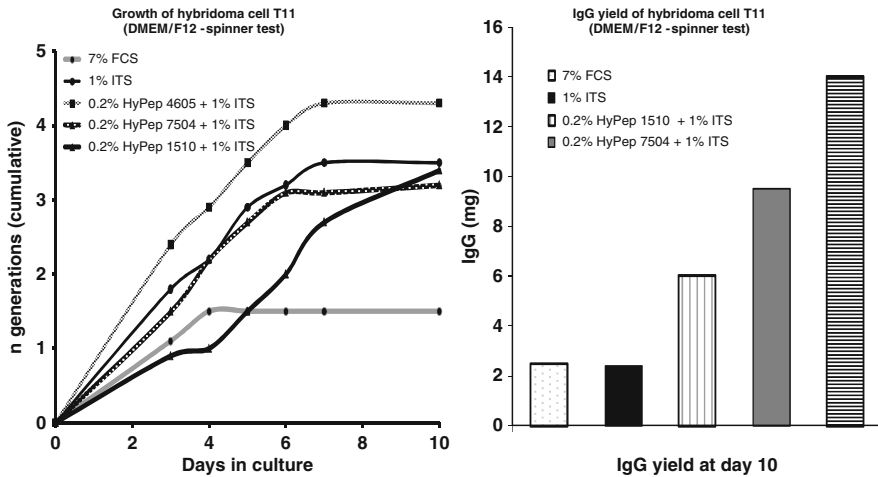 Growth of hybridoma cell T11
(DMEM/F12 -spinner test)
7% FCS
1% ITS
0.2% HyPep 4605 + 1% ITS
0.2% HyPep 7504 + 1% ITS
0.2% HyPep 1510 + 1% ITS
n generations (cumulative)
5
4
3
2
1
0
0 2 4 6 8 10
Days in culture
IgG yield of hybridoma cell T11
(DMEM/F12 -spinner test)
7% FCS
1% ITS
0.2% HyPep 1510 + 1% ITS
0.2% HyPep 7504 + 1% ITS
IgG (mg)
16
14
12
10
8
6
4
2
0
IgG yield at day 10